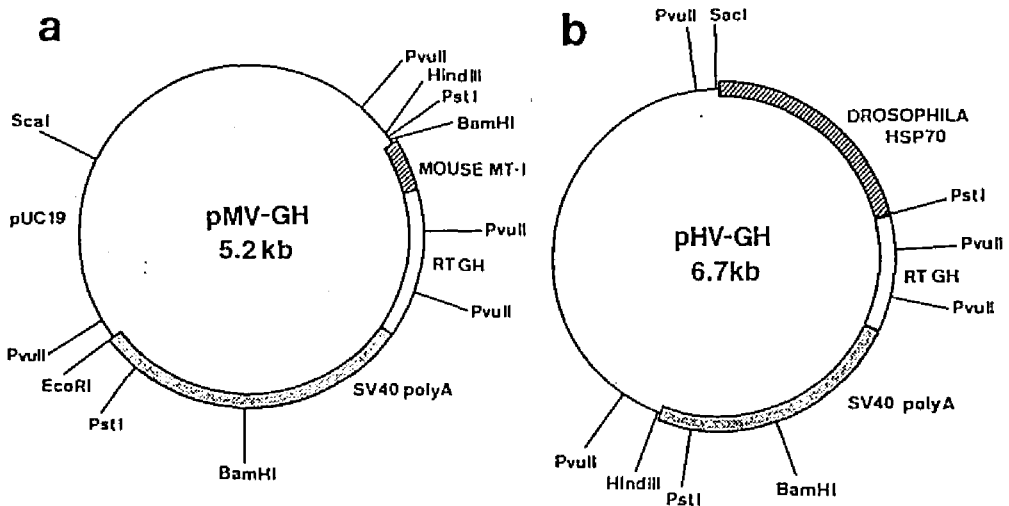 a
PvuII
HindIII
PstI
BamHI
ScaI
MOUSE MT-I
pUC19
pMV-GH
5.2 kb
PvuII
RT GH
PvuII
PvuII
EcoRI
PstI
SV40 polyA
BamHI
b
PvuII
SacI
DROSOPHILA
HSP70
PstI
pHV-GH
6.7kb
PvuII
RT GH
PvuII
SV40 polyA
PvuII
HindIII
PstI
BamHI